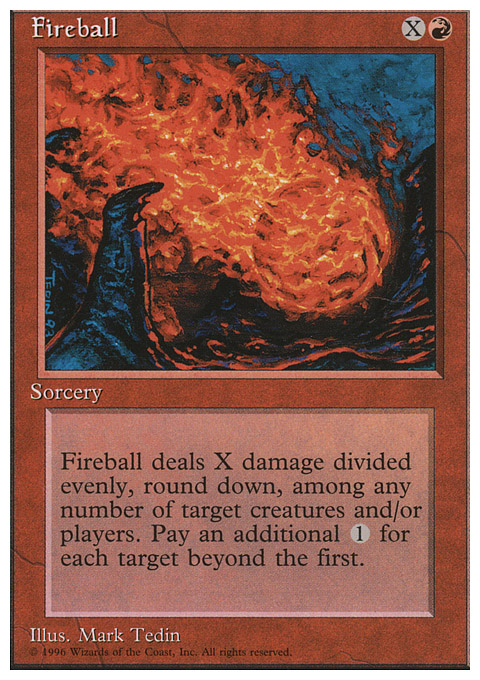 Fireball X
TEDIN 93
Sorcery
Fireball deals X damage divided
evenly, round down, among any
number of target creatures and/or
players. Pay an additional 1 for
each target beyond the first.
Illus. Mark Tedin
© 1996 Wizards of the Coast, Inc. All rights reserved.